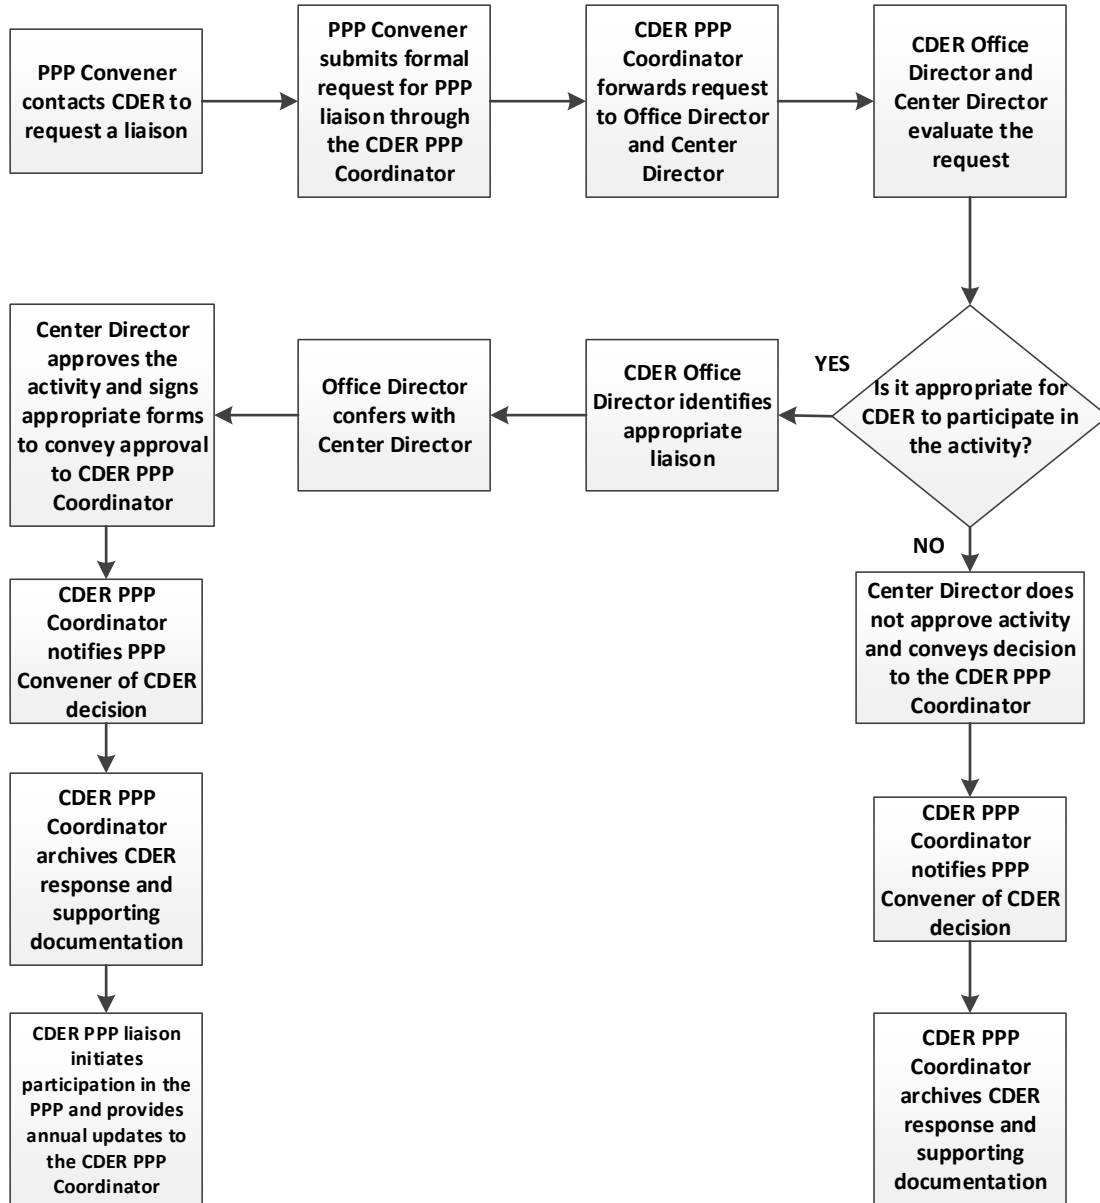 PPP Convener
contacts CDER to
request a liaison
PPP Convener
submits formal
request for PPP
liaison through
the CDER PPP
Coordinator
CDER PPP
Coordinator
forwards request
to Office Director
and Center
Director
CDER Office
Director and
Center Director
evaluate the
request
Is it appropriate for
CDER to participate in
the activity?
YES
CDER Office
Director identifies
appropriate
liaison
Office Director
confers with
Center Director
Center Director
approves the
activity and signs
appropriate forms
to convey approval
to CDER PPP
Coordinator
CDER PPP
Coordinator
notifies PPP
Convener of CDER
decision
CDER PPP
Coordinator
archives CDER
response and
supporting
documentation
CDER PPP liaison
initiates
participation in the
PPP and provides
annual updates to
the CDER PPP
Coordinator
NO
Center Director does
not approve activity
and conveys decision
to the CDER PPP
Coordinator
CDER PPP
Coordinator
notifies PPP
Convener of CDER
decision
CDER PPP
Coordinator
archives CDER
response and
supporting
documentation